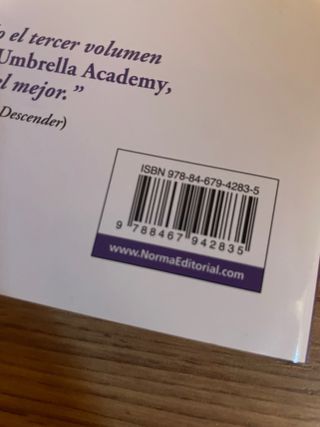 o el tercer volumen
Umbrella Academy,
el mejor.”
Descender)
ISBN 978-84-679-4283-5
9 788467 942835
www.NormaEditorial.com